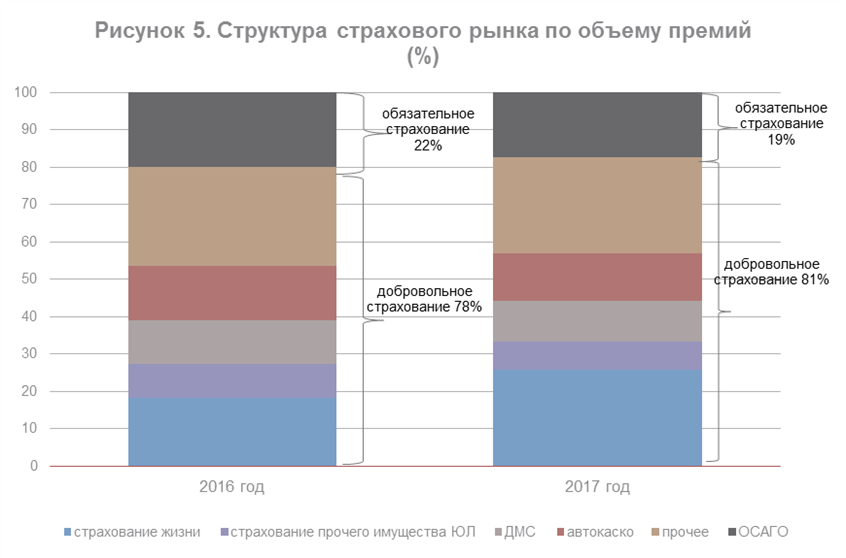 Рисунок 5. Структура страхового рынка по объему премий
(%)
100
90
80
70
60
50
40
30
20
10
0
обязательное
страхование
22%
добровольное
страхование 78%
обязательное
страхование
19%
добровольное
страхование 81%
2016 год
2017 год
страхование жизни
страхование прочего имущества ЮЛ
ДМС
автокаско
прочее
ОСАГО